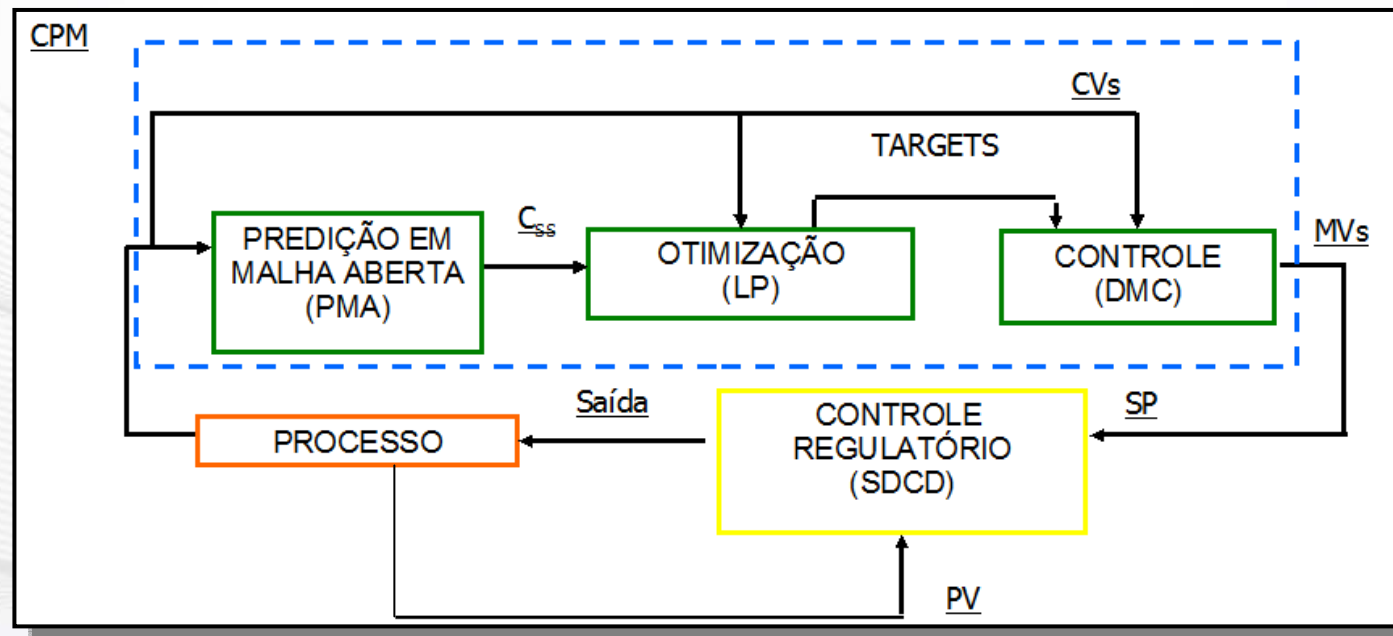 CPM
CVs
TARGETS
PREDIÇÃO EM
MALHA ABERTA
(PMA)
Css
OTIMIZAÇÃO
(LP)
CONTROLE
(DMC)
MVs
PROCESSO
Saída
CONTROLE
REGULATÓRIO
(SDCD)
SP
PV